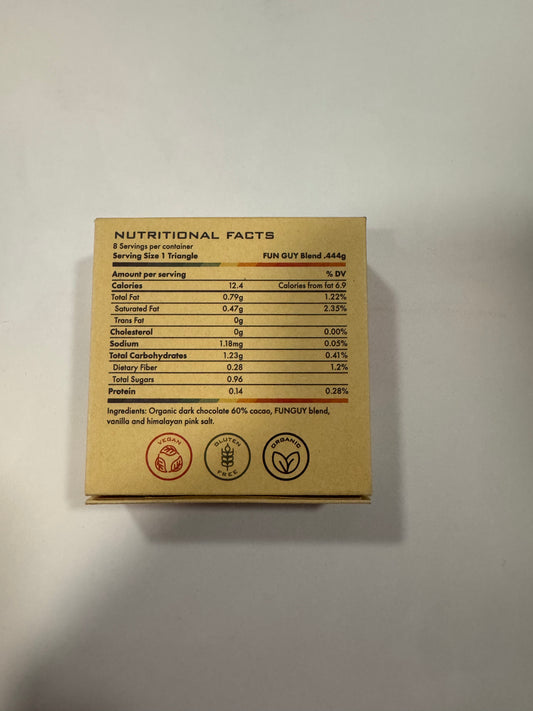 NUTRITIONAL FACTS
8 Servings per container
Serving Size 1 Triangle FUN GUY Blend .444g
Amount per serving % DV
Calories 12.4 Calories from fat 6.9
Total Fat 0.79g 1.22%
Saturated Fat 0.47g 2.35%
Trans Fat 0g
Cholesterol 0g 0.00%
Sodium 1.18mg 0.05%
Total Carbohydrates 1.23g 0.41%
Dietary Fiber 0.28 1.2%
Total Sugars 0.96
Protein 0.14 0.28%
Ingredients: Organic dark chocolate 60% cacao, FUNGUY blend,
vanilla and himalayan pink salt.
VEGAN
GLUTEN
FREE
ORGANIC